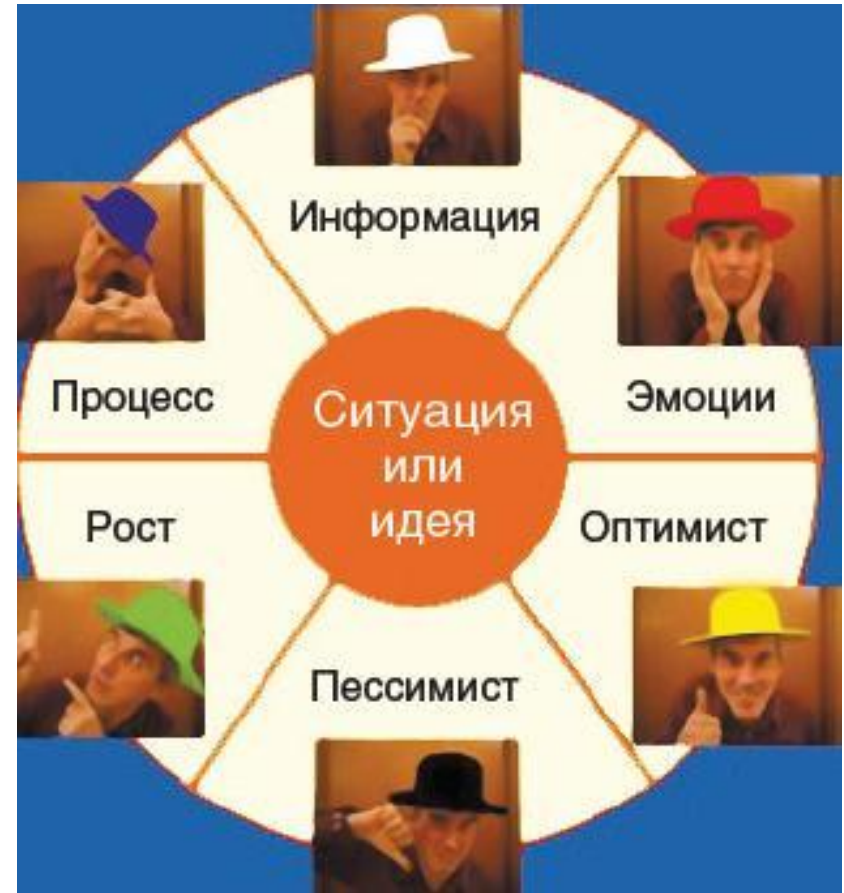 Информация
Процесс
Эмоции
Ситуация
или
идея
Рост
Оптимист
Пессимист